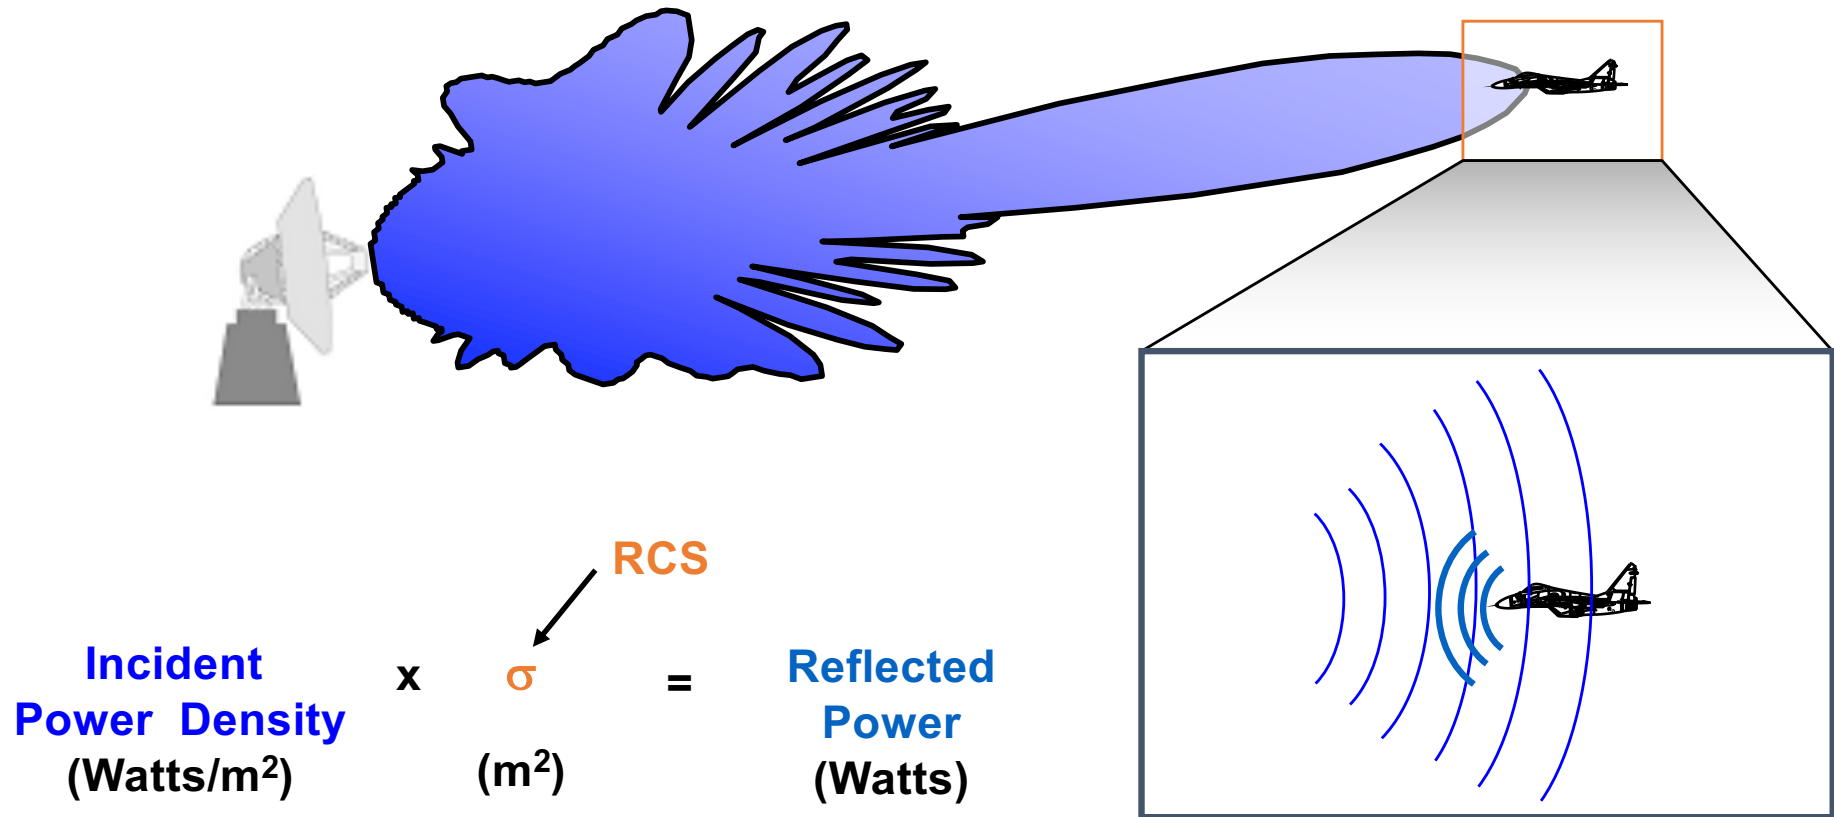 RCS
Incident
Power Density
(Watts/m²)
x
σ
(m²)
=
Reflected
Power
(Watts)